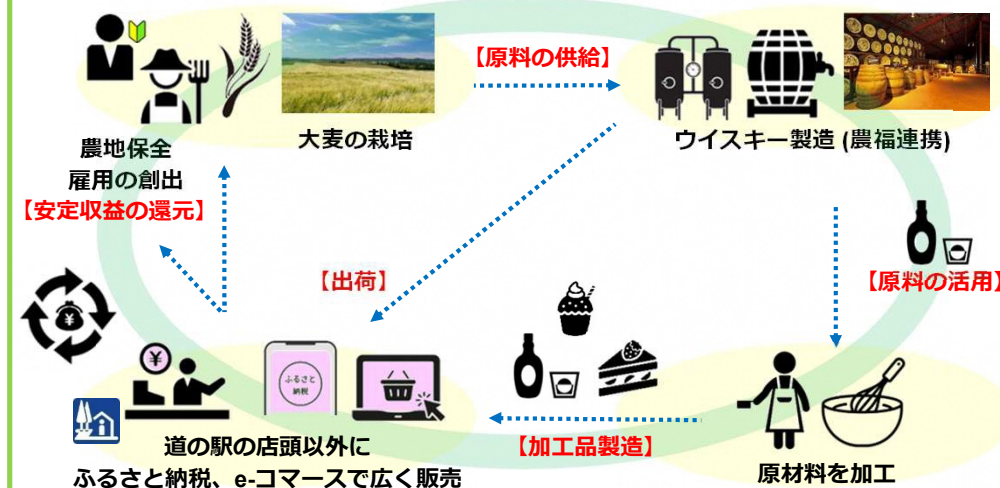 【原料の供給】
大麦の栽培
ウイスキー製造 (農福連携)
農地保全
雇用の創出
【安定収益の還元】
【出荷】
【原料の活用】
¥
¥
ふるさと
納税
【加工品製造】
道の駅の店頭以外に
ふるさと納税、e-コマースで広く販売
原材料を加工